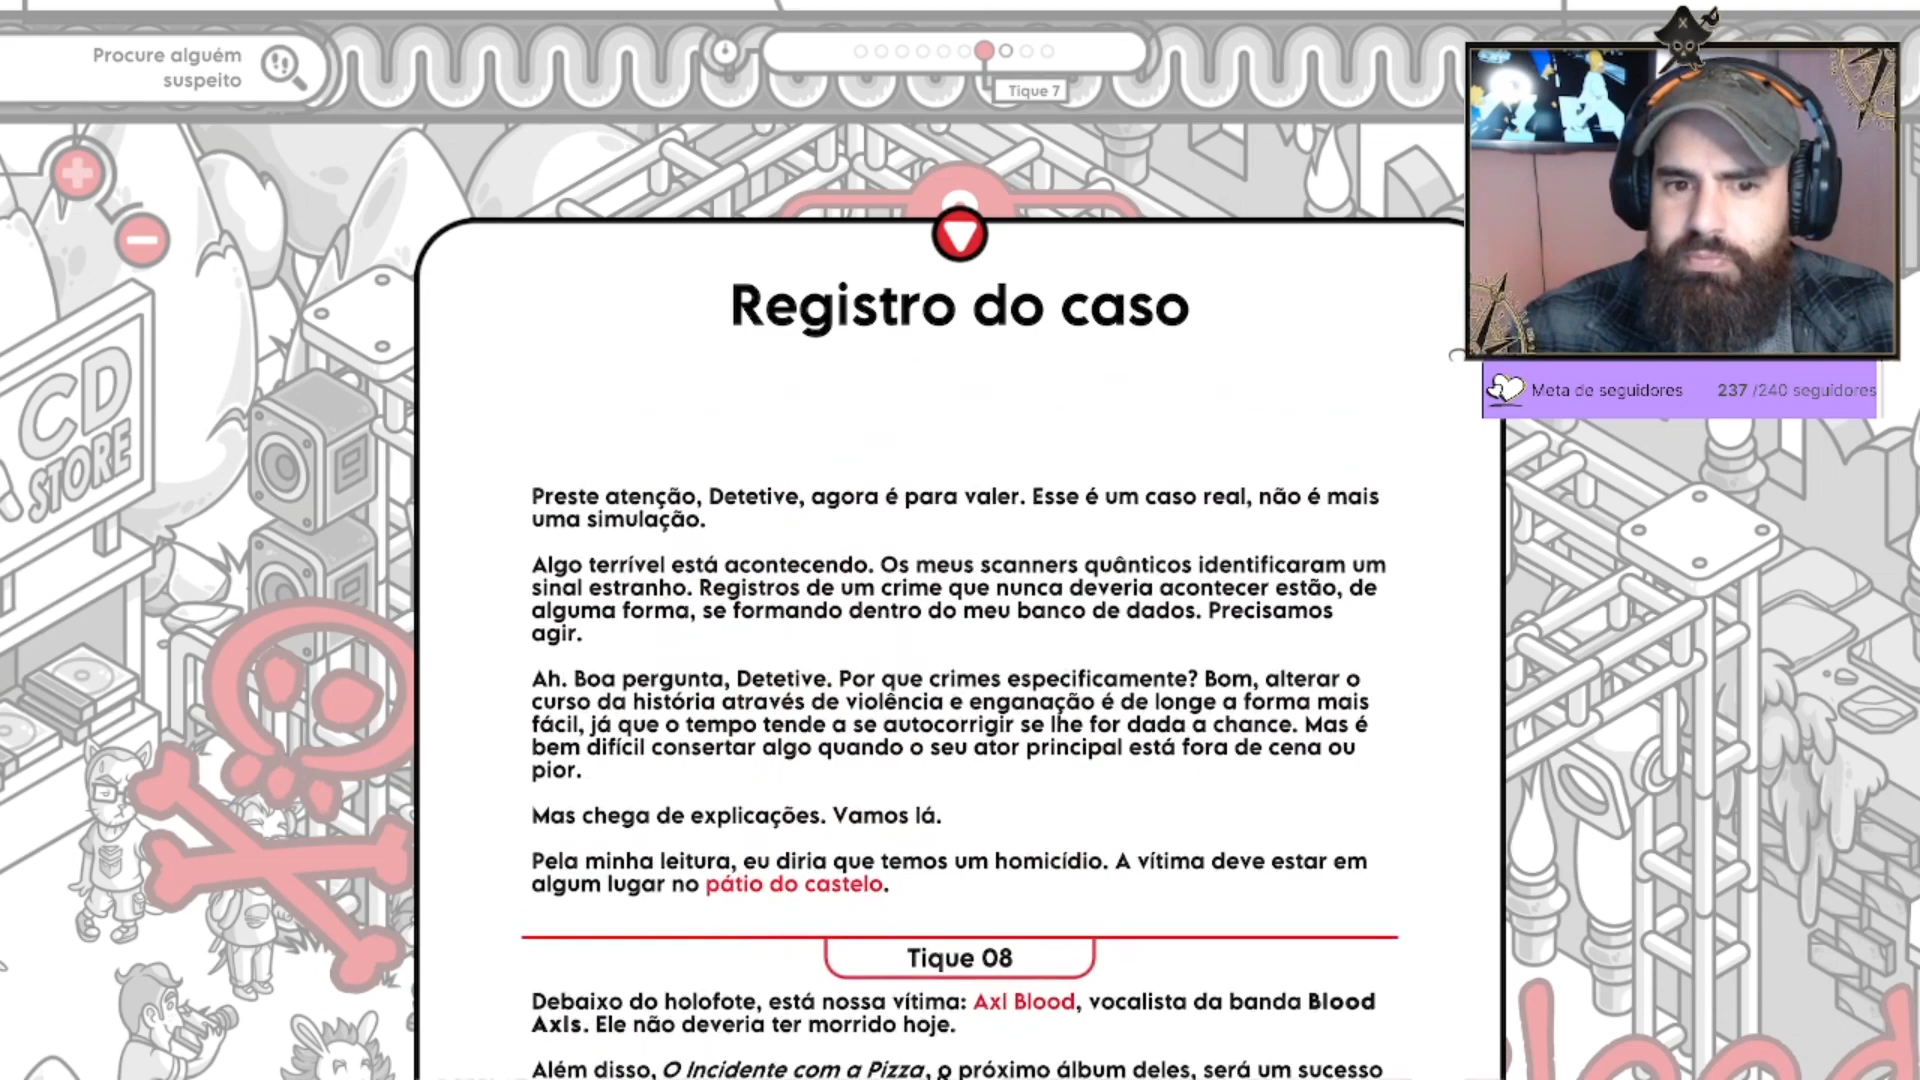 Procure alguém
suspeito
Tique 7
Registro do caso
Meta de seguidores 237 /240 seguidores
CD
STORE
Preste atenção, Detetive, agora é para valer. Esse é um caso real, não é mais
uma simulação.
Algo terrível está acontecendo. Os meus scanners quânticos identificaram um
sinal estranho. Registros de um crime que nunca deveria acontecer estão, de
alguma forma, se formando dentro do meu banco de dados. Precisamos
agir.
Ah. Boa pergunta, Detetive. Por que crimes especificamente? Bom, alterar o
curso da história através de violência e enganação é de longe a forma mais
fácil, já que o tempo tende a se autocorrigir se lhe for dada a chance. Mas é
bem difícil consertar algo quando o seu ator principal está fora de cena ou
pior.
Mas chega de explicações. Vamos lá.
Pela minha leitura, eu diria que temos um homicídio. A vítima deve estar em
algum lugar no pátio do castelo.
Tique 08
Debaixo do holofote, está nossa vítima: Axl Blood, vocalista da banda Blood
Axls. Ele não deveria ter morrido hoje.
Além disso, O Incidente com a Pizza, o próximo álbum deles, será um sucesso